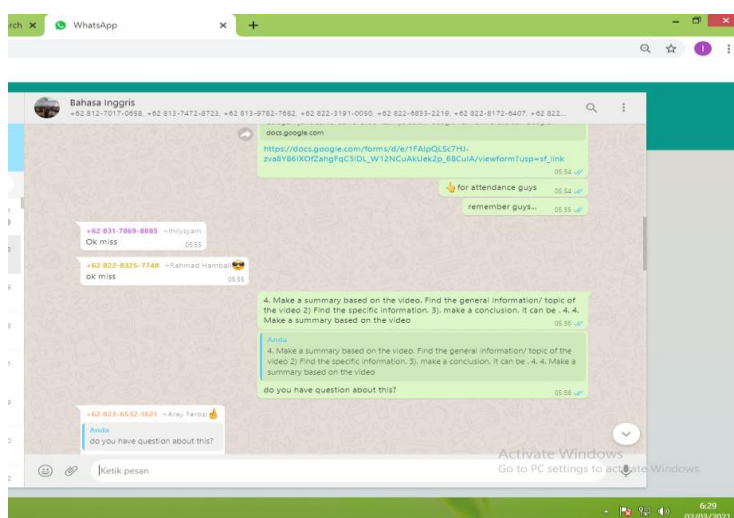 rch
WhatsApp
I
Bahasa Inggris
+62 812-7017-0658, +62 813-7472-8723, +62 813-9782-7682, +62 822-3191-0050, +62 822-6833-2219, +62 822-8172-6407, +62 822...
docs.google.com
https://docs.google.com/forms/d/e/
05.54
👆 for attendance guys 05.54
remember guys... 05.55
+62 831-7869-8885
Ok miss
05.55
+62 822-8325-7748 ~Rahmad Hambali😎
ok miss
05.55
4. Make a summary based on the video. Find the general information/ topic of
the video 2) Find the specific information. 3). make a conclusion. It can be . 4. 4.
Make a summary based on the video
05.56
Anda
4. Make a summary based on the video. Find the general information/ topic of the
video 2) Find the specific information. 3). make a conclusion. It can be . 4. 4. Make a
summary based on the video
do you have question about this?
05.56
+62 823-6532-1621
Anda
do you have question about this?
Activate Windows
Go to PC settings to activate Windows.
Ketik pesan
6:29
02/03/2021